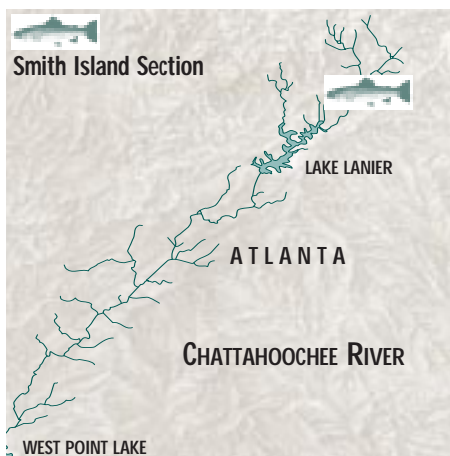 Smith Island Section
LAKE LANIER
ATLANTA
CHATTAHOOCHEE RIVER
WEST POINT LAKE